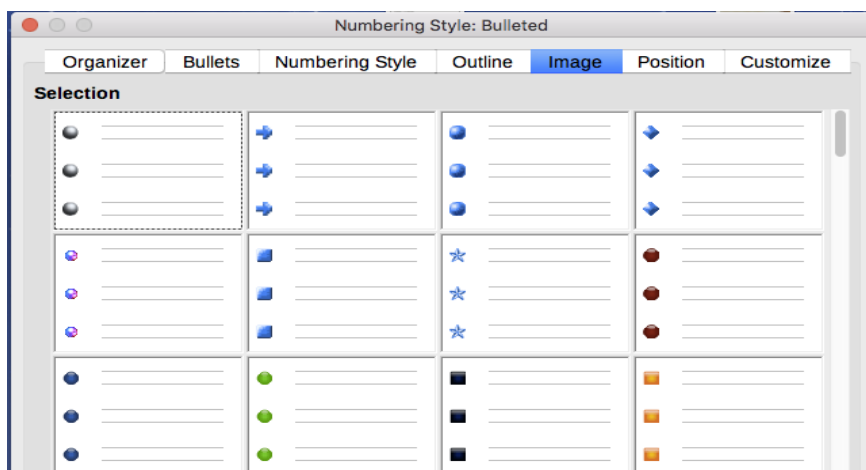 Numbering Style: Bulleted
Organizer Bullets Numbering Style Outline Image Position Customize
Selection